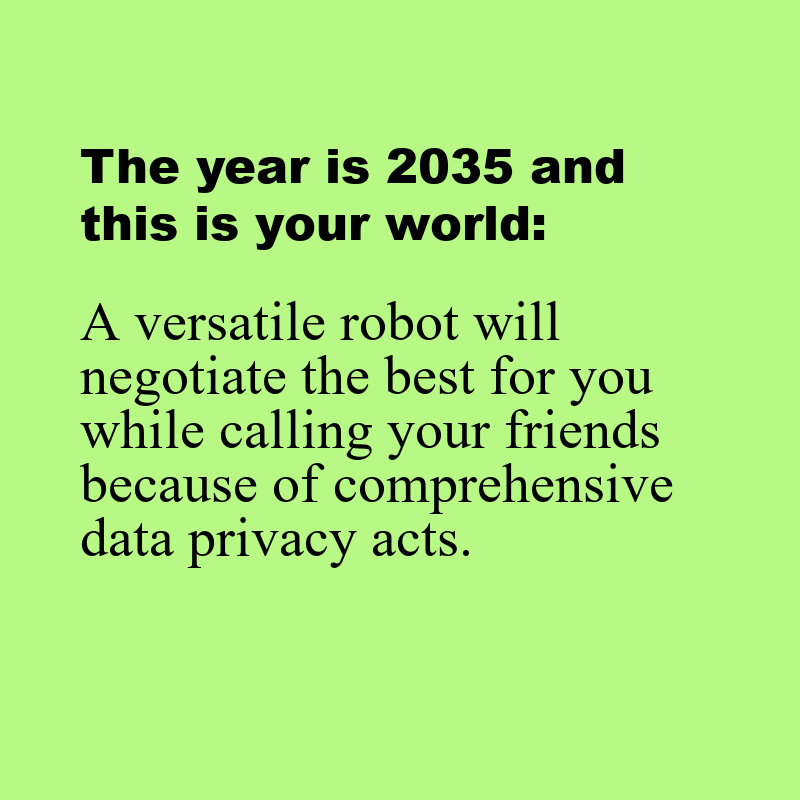 The year is 2035 and
this is your world:
A versatile robot will
negotiate the best for you
while calling your friends
because of comprehensive
data privacy acts.